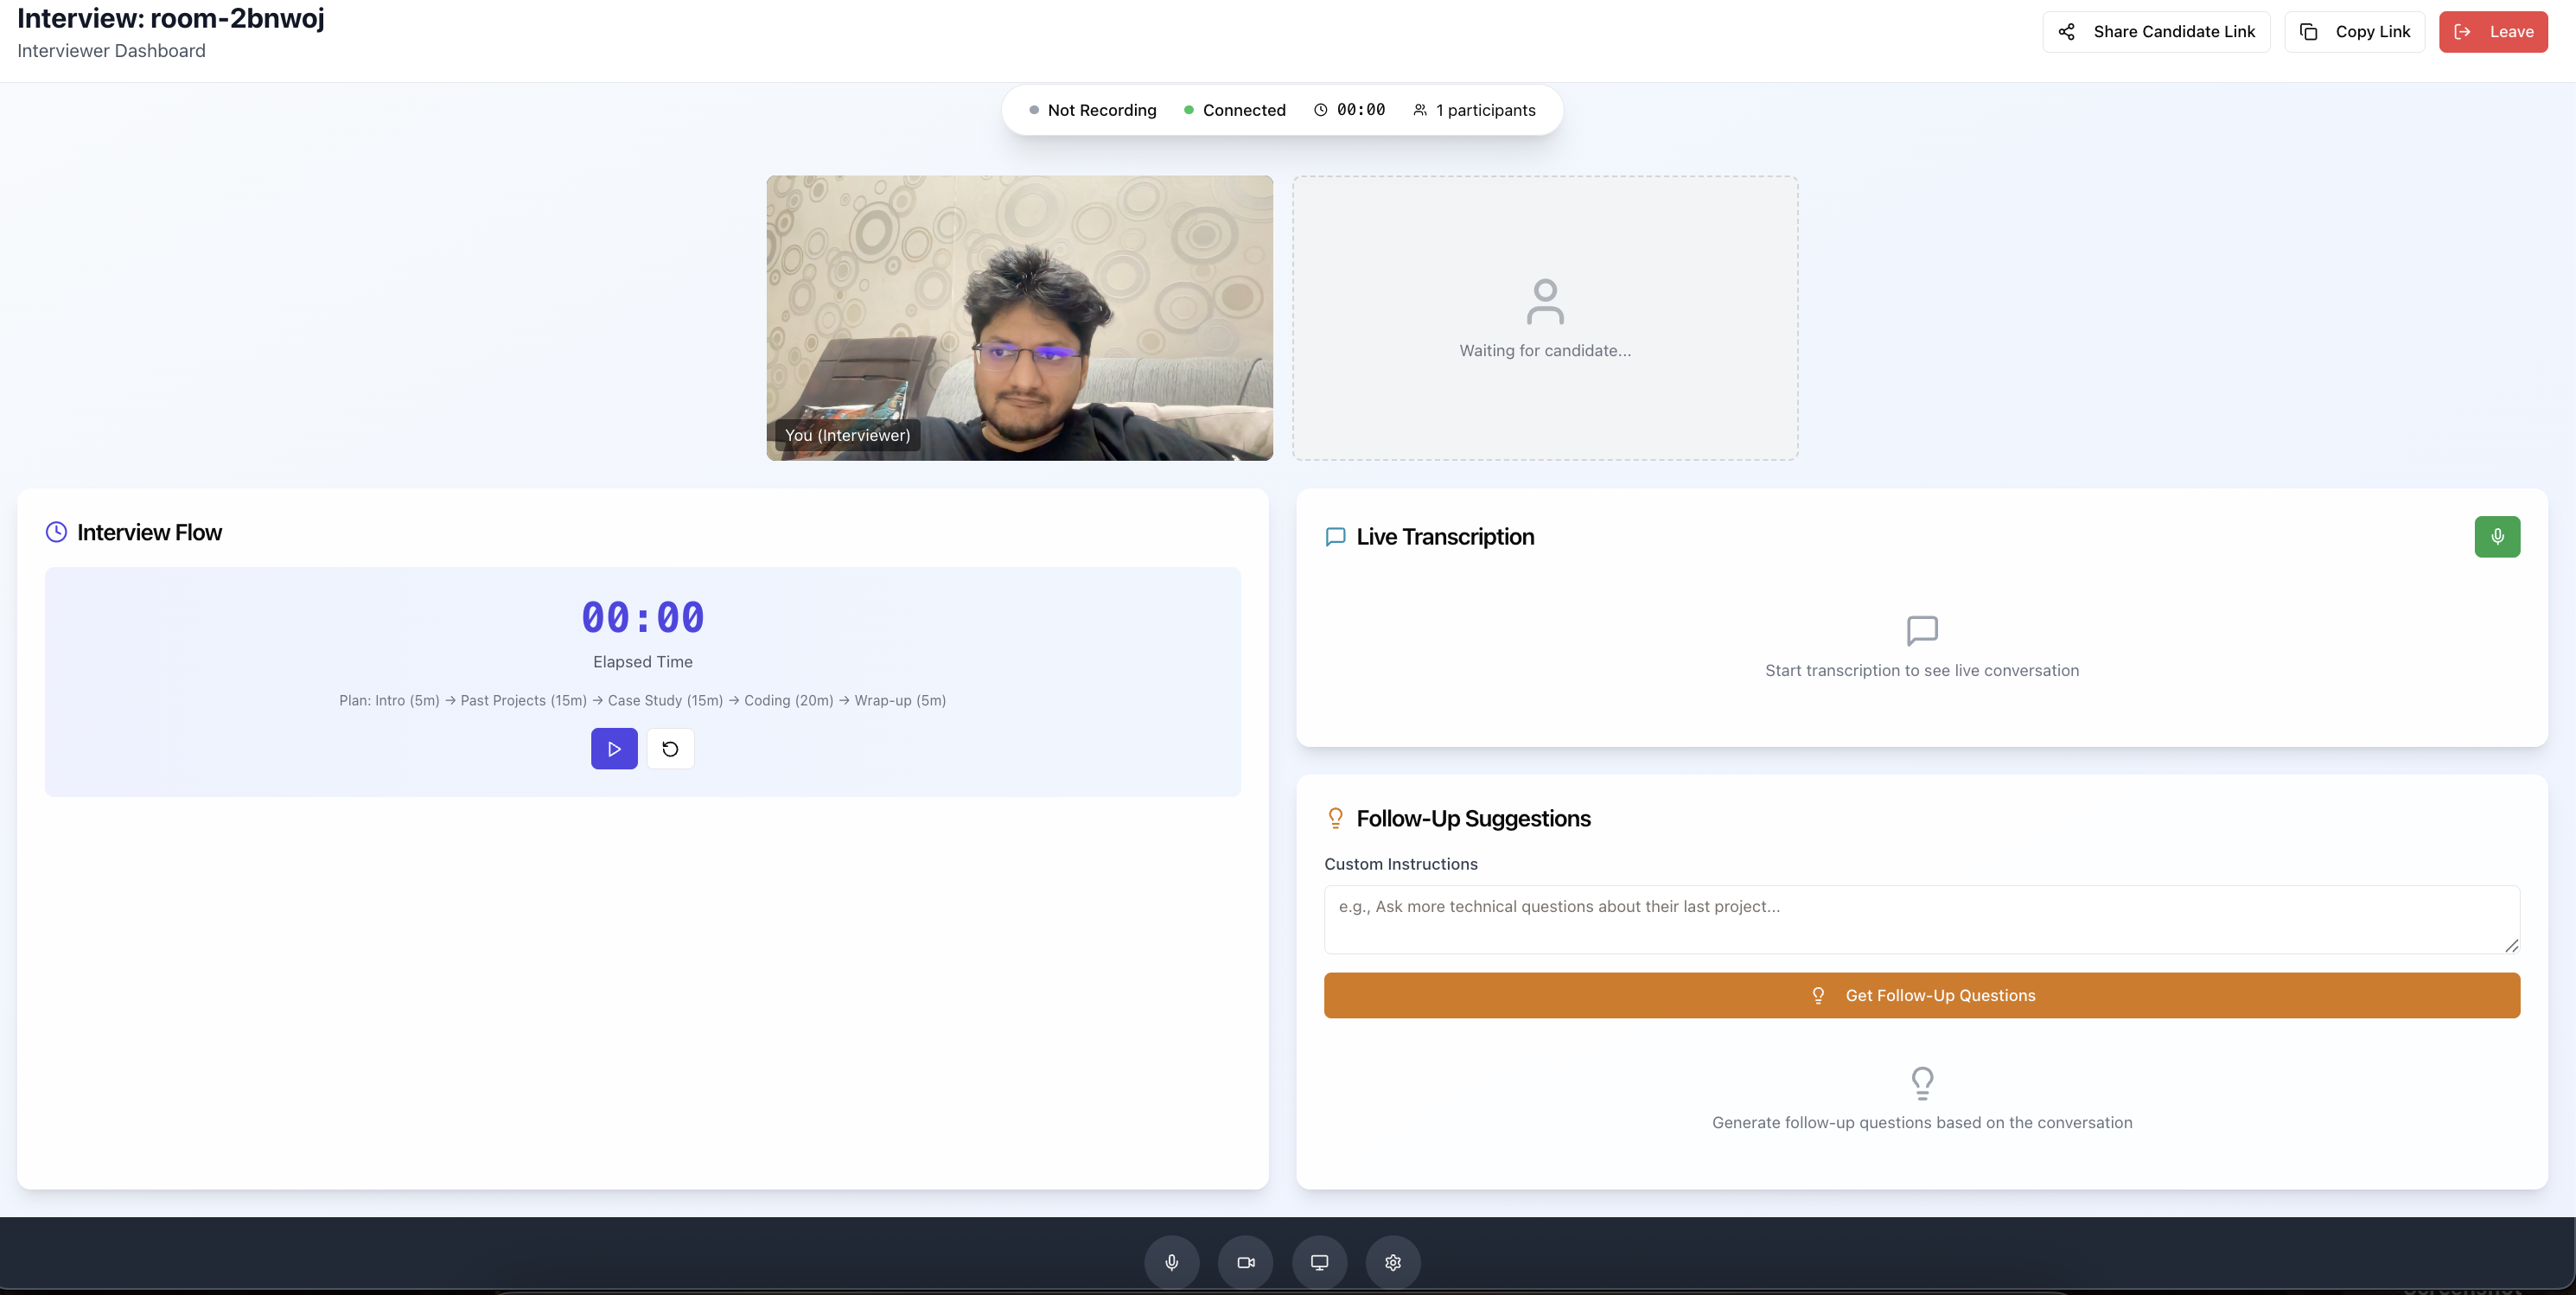 Interview: room-2bnwoj
Interviewer Dashboard
Share Candidate Link
Copy Link
Leave
Not Recording
Connected
00:00
1 participants
You (Interviewer)
Waiting for candidate...
Interview Flow
00:00
Elapsed Time
Plan: Intro (5m) → Past Projects (15m) → Case Study (15m) → Coding (20m) → Wrap-up (5m)
Live Transcription
Start transcription to see live conversation
Follow-Up Suggestions
Custom Instructions
e.g., Ask more technical questions about their last project...
Get Follow-Up Questions
Generate follow-up questions based on the conversation